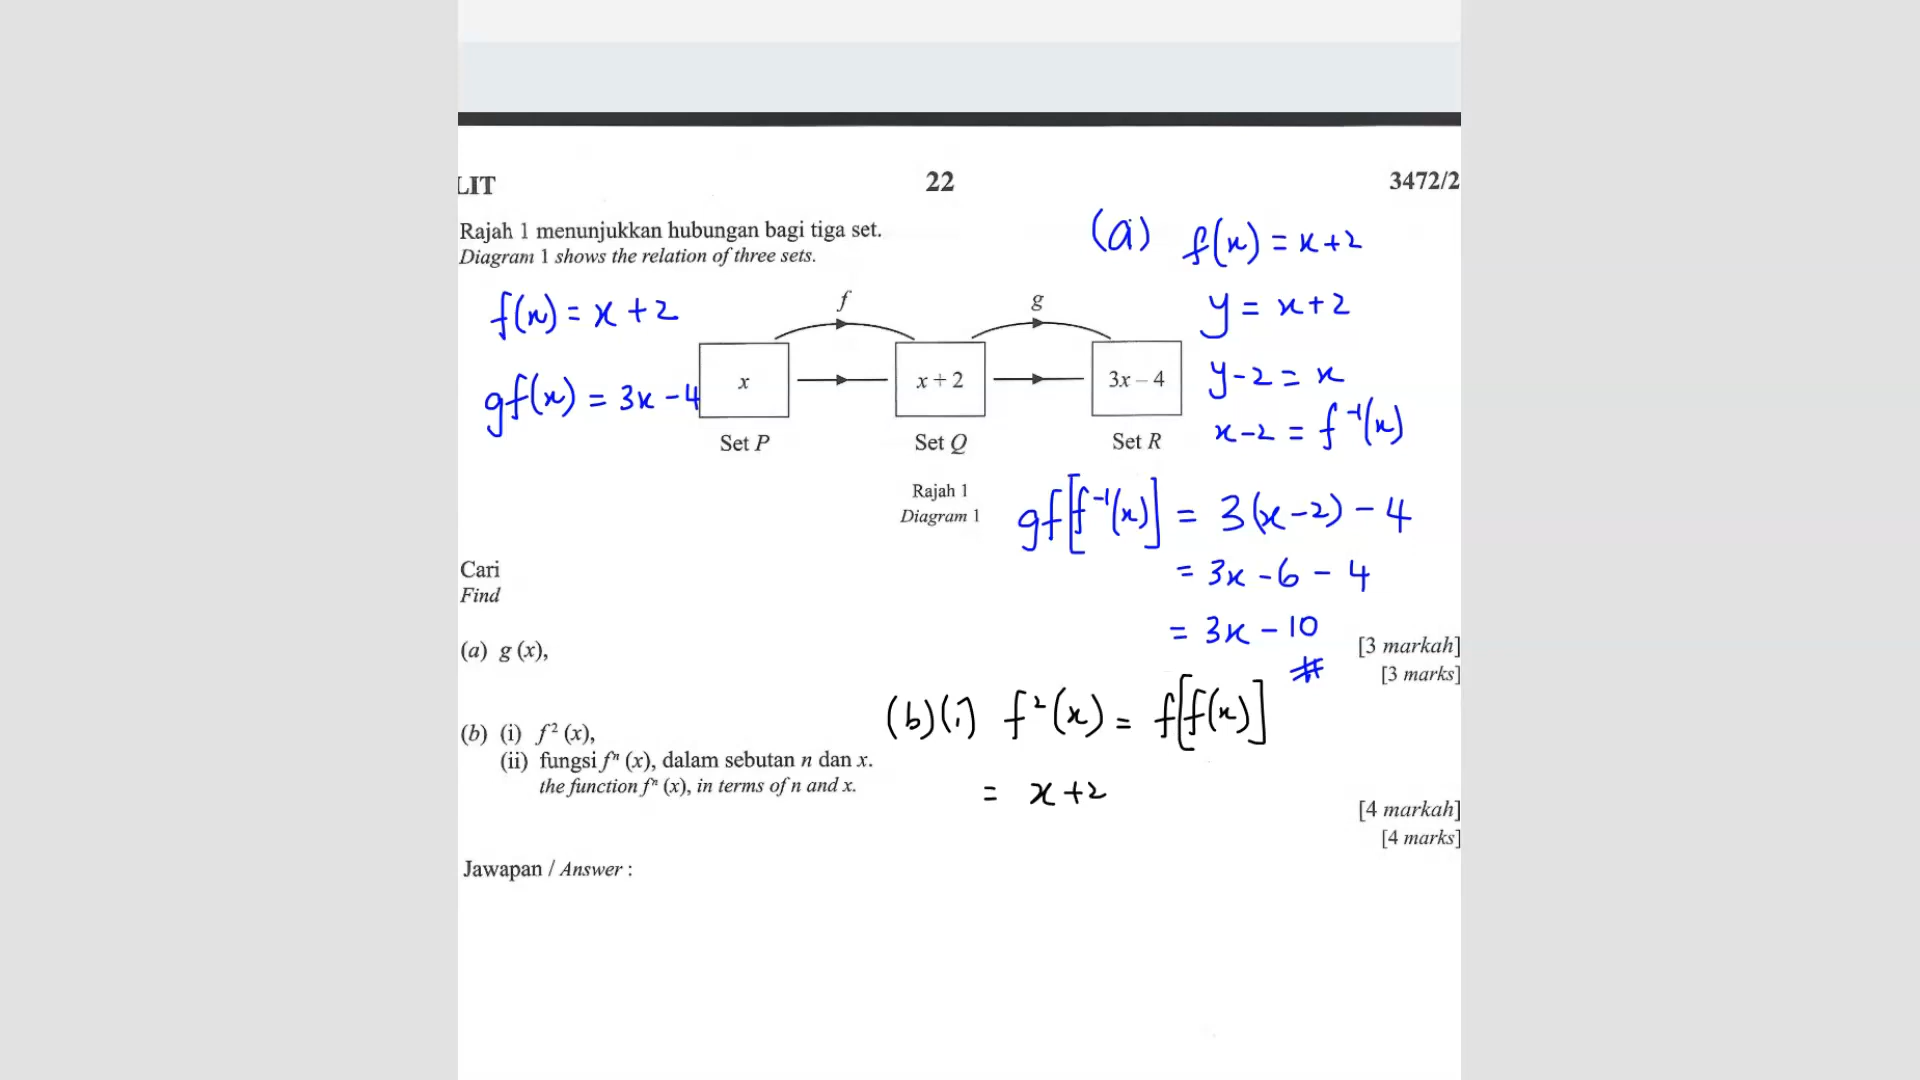 LIT 22 3472/2
Rajah 1 menunjukkan hubungan bagi tiga set.
Diagram 1 shows the relation of three sets.
f(x) = x + 2
gf(x) = 3x - 4
f g
x x + 2 3x – 4
Set P Set Q Set R
Rajah 1
Diagram 1
(a) f(x) = x + 2
y = x + 2
y - 2 = x
x - 2 = f⁻¹(x)
gf[f⁻¹(x)] = 3(x - 2) - 4
= 3x - 6 - 4
= 3x - 10 #
Cari
Find
(a) g (x),
[3 markah]
[3 marks]
(b) (i) f² (x),
(ii) fungsi fⁿ (x), dalam sebutan n dan x.
the function fⁿ (x), in terms of n and x.
[4 markah]
[4 marks]
(b)(i) f²(x) = f[f(x)]
= x + 2
Jawapan / Answer :